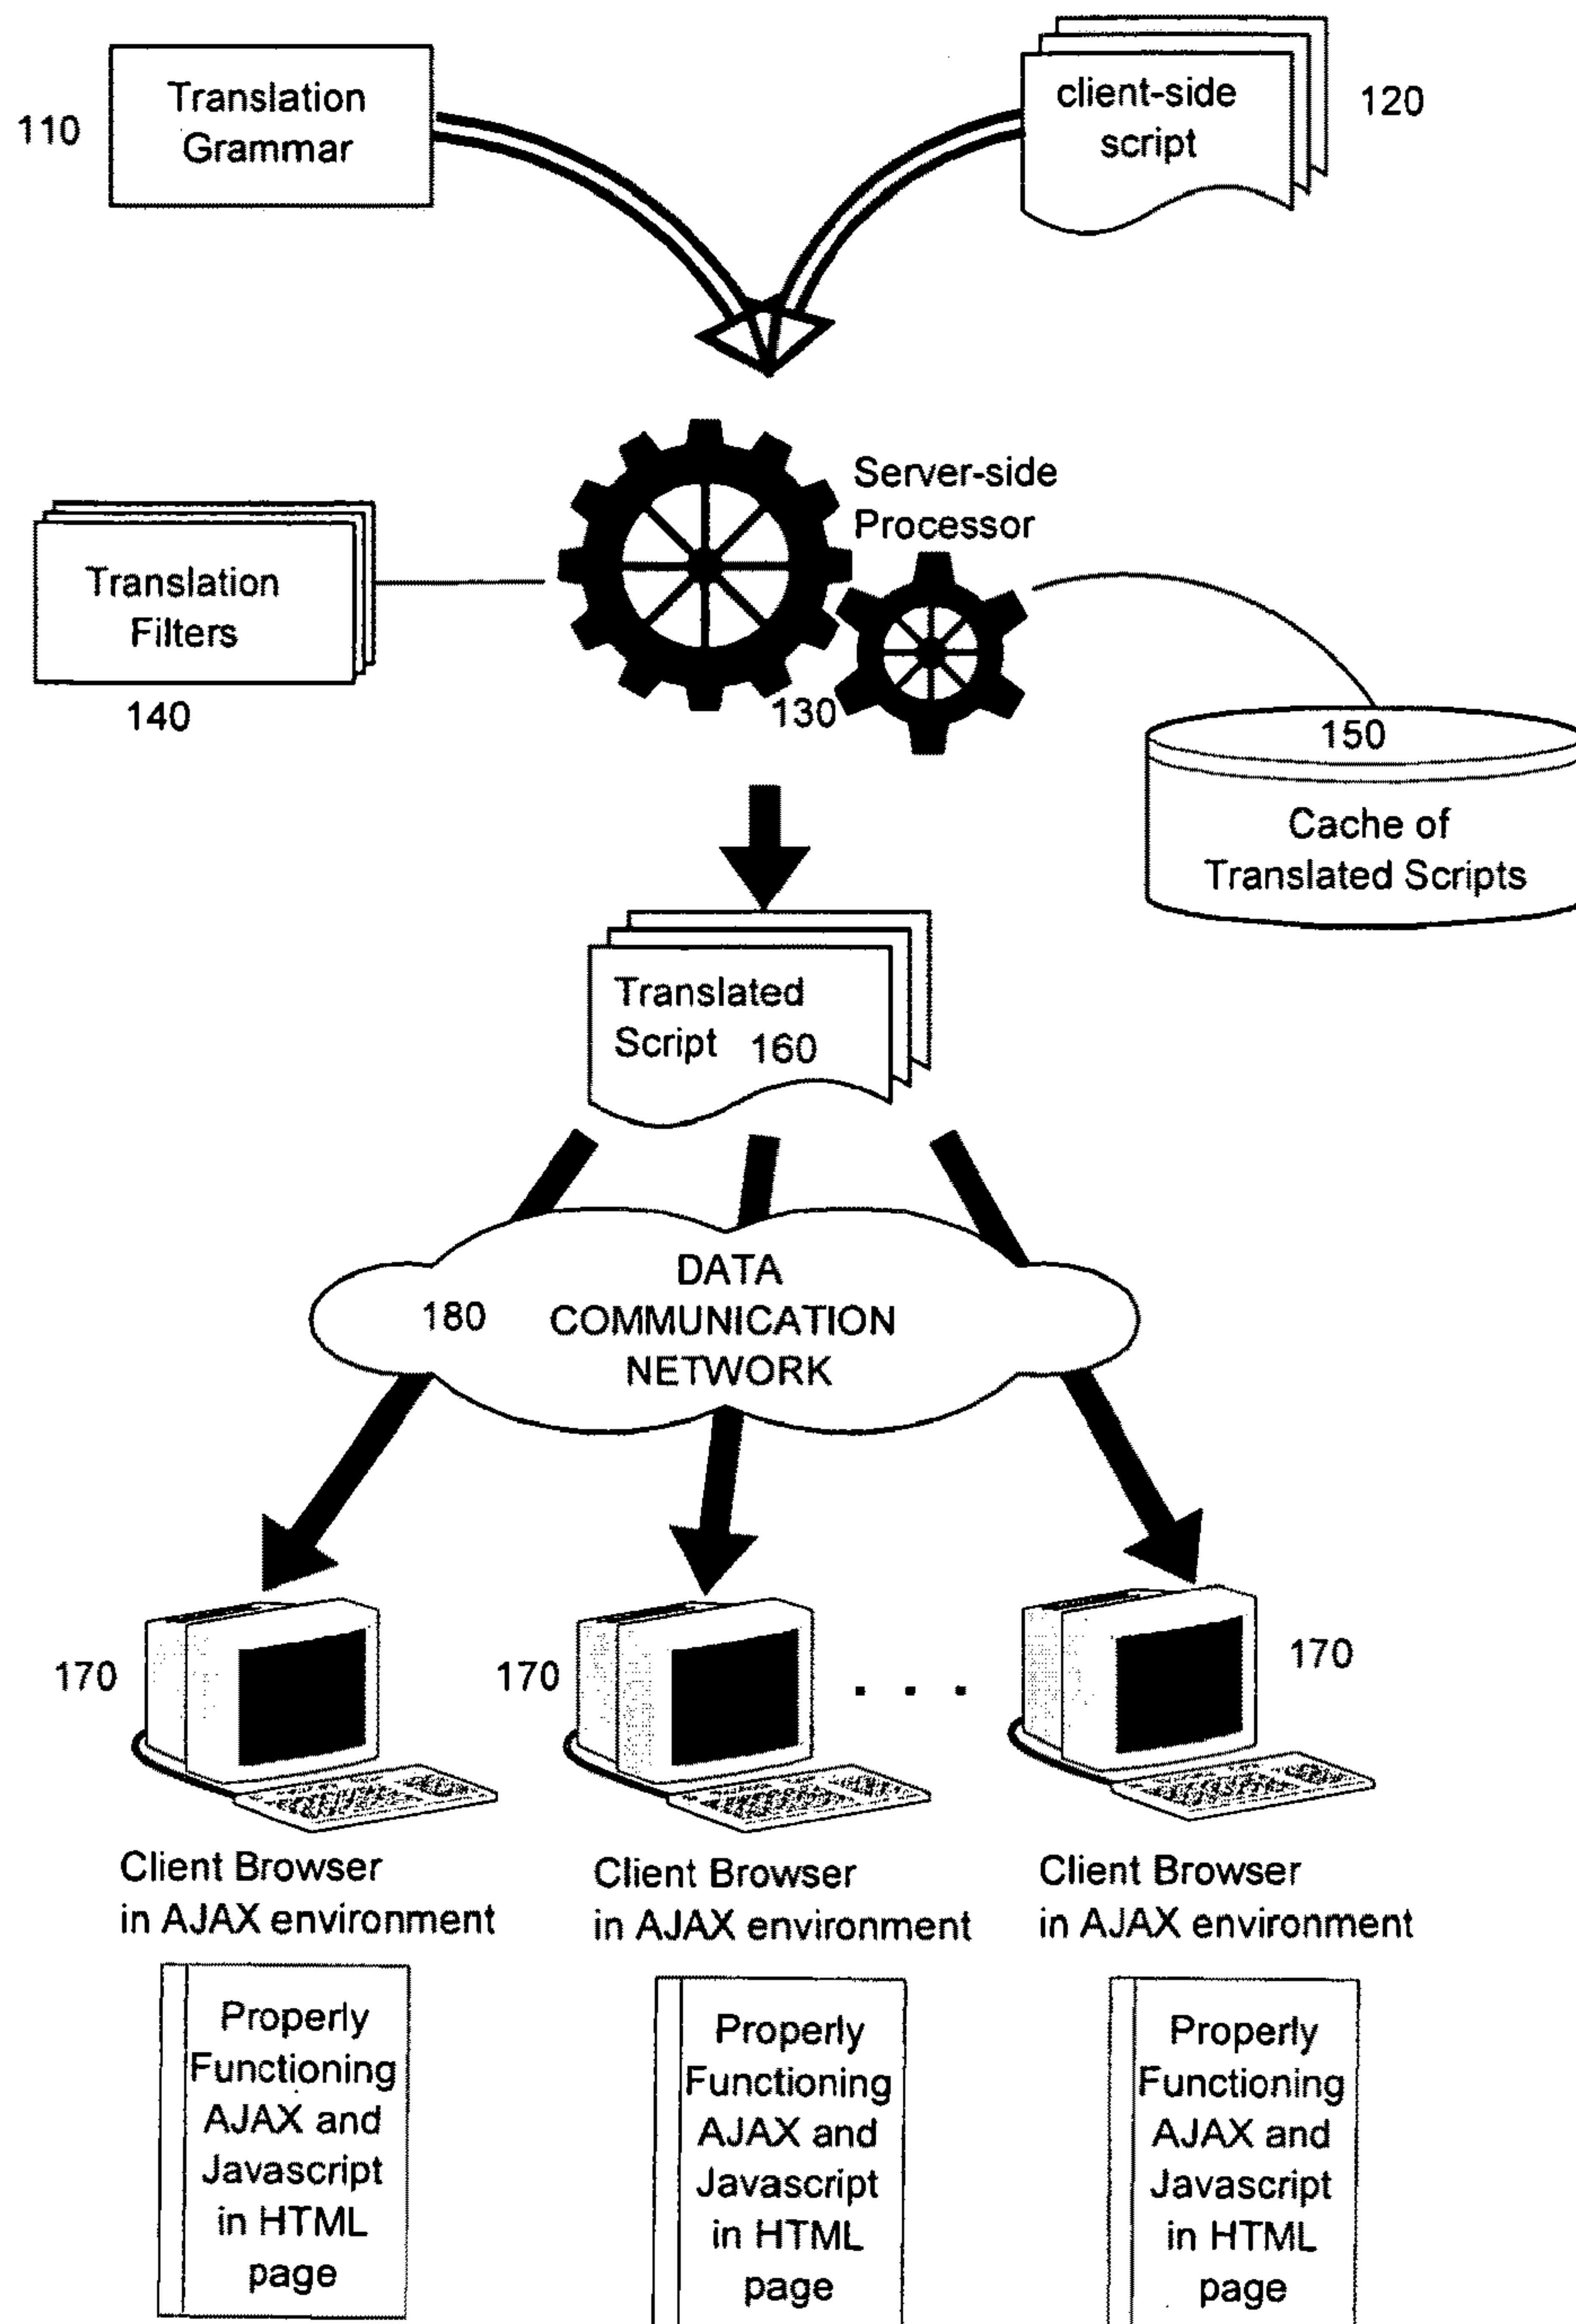 110
Translation
Grammar
client-side
script
120
Server-side
Processor
Translation
Filters
140
130
150
Cache of
Translated Scripts
Translated
Script 160
180
DATA
COMMUNICATION
NETWORK
170
170
. . .
170
Client Browser
in AJAX environment
Client Browser
in AJAX environment
Client Browser
in AJAX environment
Properly
Functioning
AJAX and
Javascript
in HTML
page
Properly
Functioning
AJAX and
Javascript
in HTML
page
Properly
Functioning
AJAX and
Javascript
in HTML
page